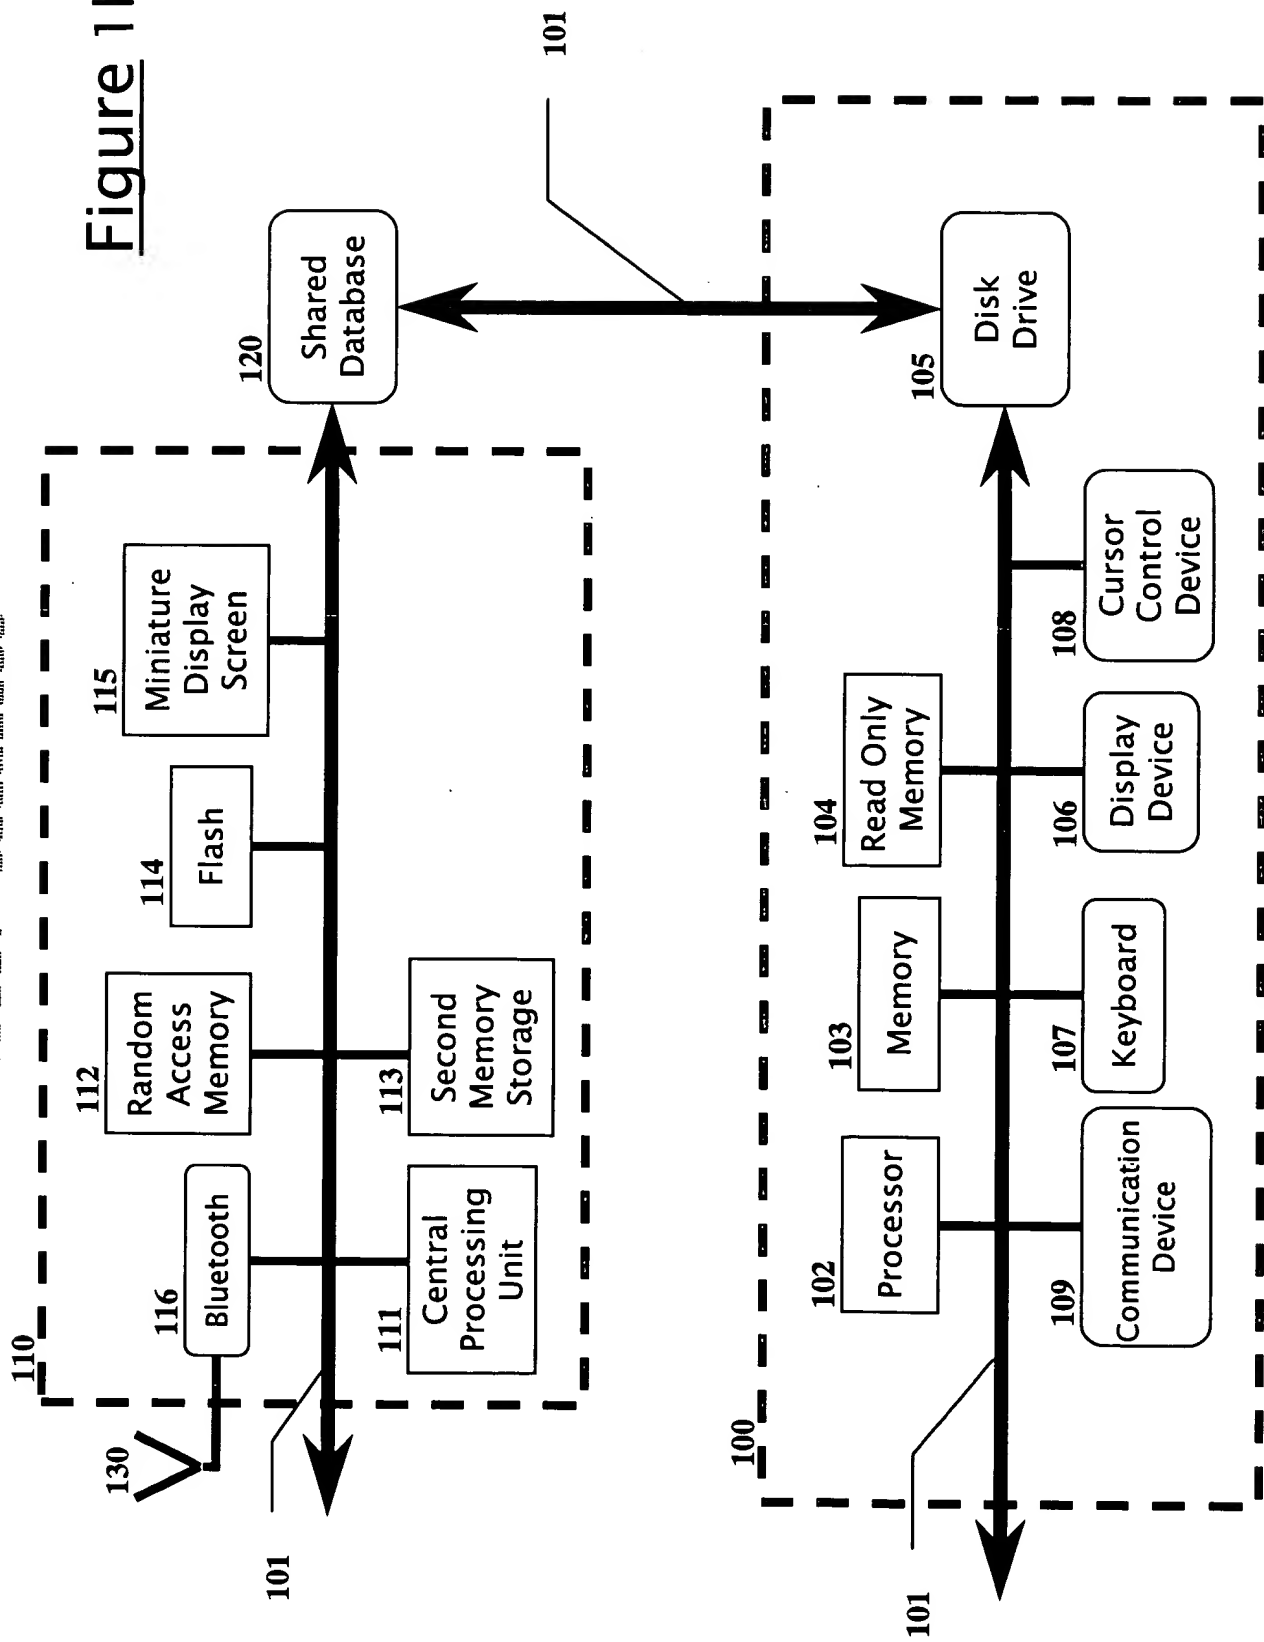 Figure 1
110
130
116
Bluetooth
112
Random
Access
Memory
114
Flash
115
Miniature
Display
Screen
120
Shared
Database
101
111
Central
Processing
Unit
113
Second
Memory
Storage
101
100
102
Processor
103
Memory
104
Read Only
Memory
105
Disk
Drive
101
109
Communication
Device
107
Keyboard
106
Display
Device
108
Cursor
Control
Device